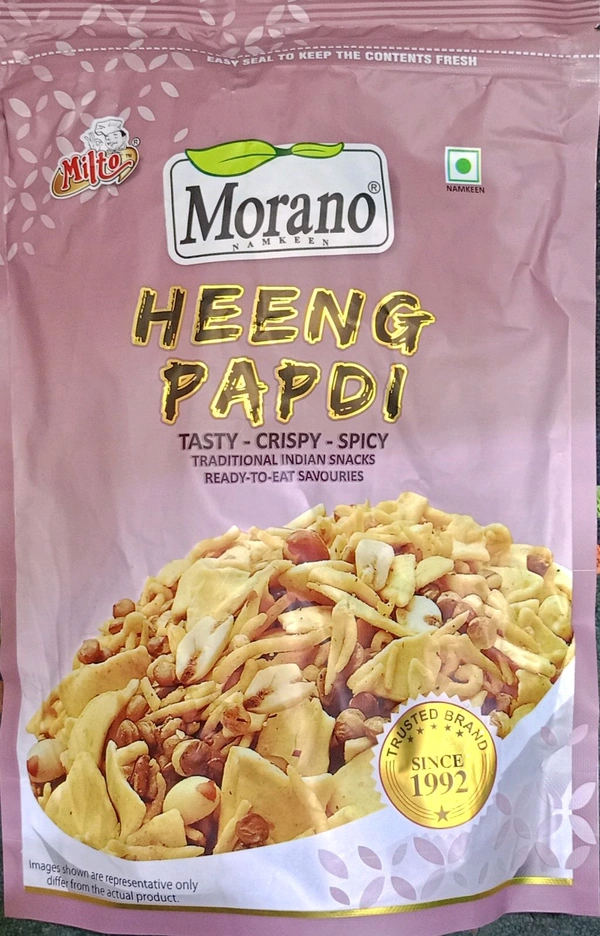 EASY SEAL TO KEEP THE CONTENTS FRESH
Milto ®
Morano ®
NAMKEEN
NAMKEEN
HEENG
PAPDI
TASTY - CRISPY - SPICY
TRADITIONAL INDIAN SNACKS
READY-TO-EAT SAVOURIES
TRUSTED BRAND
SINCE
1992
Images shown are representative only
differ from the actual product.